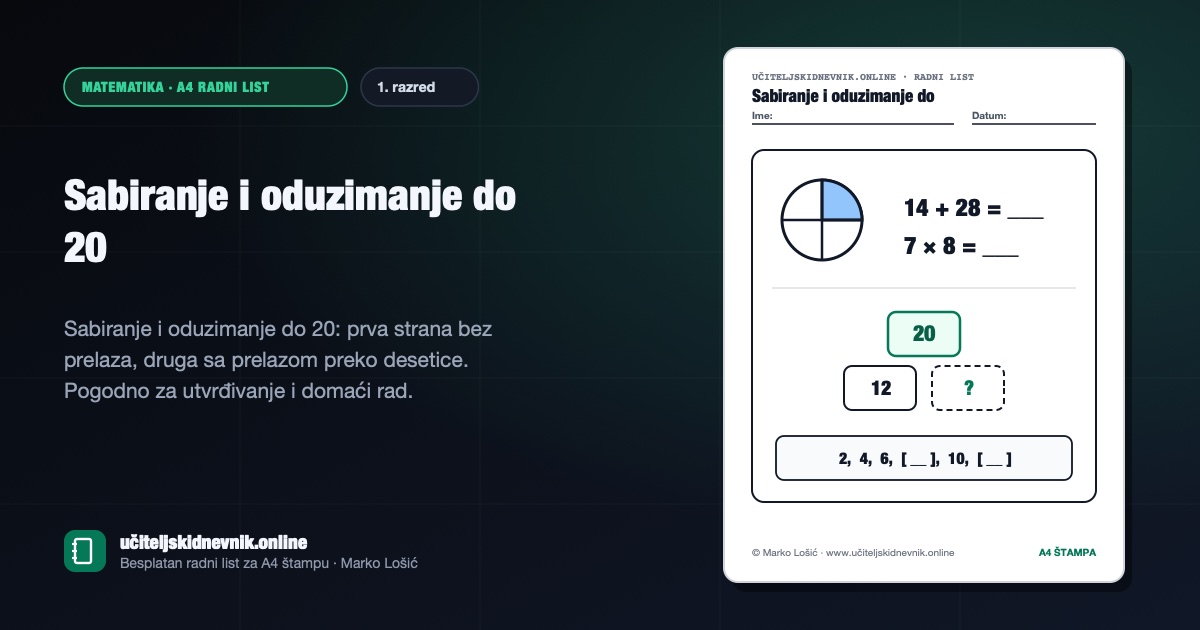 MATEMATIKA · A4 RADNI LIST
1. razred
Sabiranje i oduzimanje do
20
Sabiranje i oduzimanje do 20: prva strana bez
prelaza, druga sa prelazom preko desetice.
Pogodno za utvrđivanje i domaći rad.
učiteljskidnevnik.online
Besplatan radni list za A4 štampu · Marko Lošić
UČITELJSKIDNEVNIK.ONLINE · RADNI LIST
Sabiranje i oduzimanje do
Ime: Datum:
14 + 28 = ___
7 × 8 = ___
20
12 ?
2, 4, 6, [ __ ], 10, [ __ ]
© Marko Lošić · www.učiteljskidnevnik.online A4 ŠTAMPA